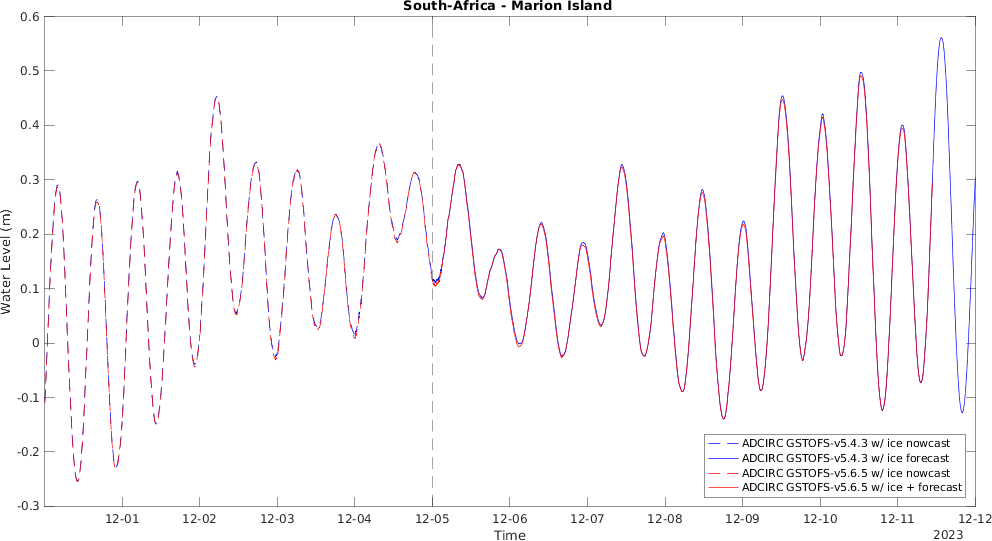 South-Africa - Marion Island
0.6
0.5
0.4
0.3
0.2
0.1
0
-0.1
-0.2
-0.3
Water Level (m)
ADCIRC GSTOFS-v5.4.3 w/ ice nowcast
ADCIRC GSTOFS-v5.4.3 w/ ice forecast
ADCIRC GSTOFS-v5.6.5 w/ ice nowcast
ADCIRC GSTOFS-v5.6.5 w/ ice + forecast
12-01 12-02 12-03 12-04 12-05 12-06 12-07 12-08 12-09 12-10 12-11 12-12
Time
2023